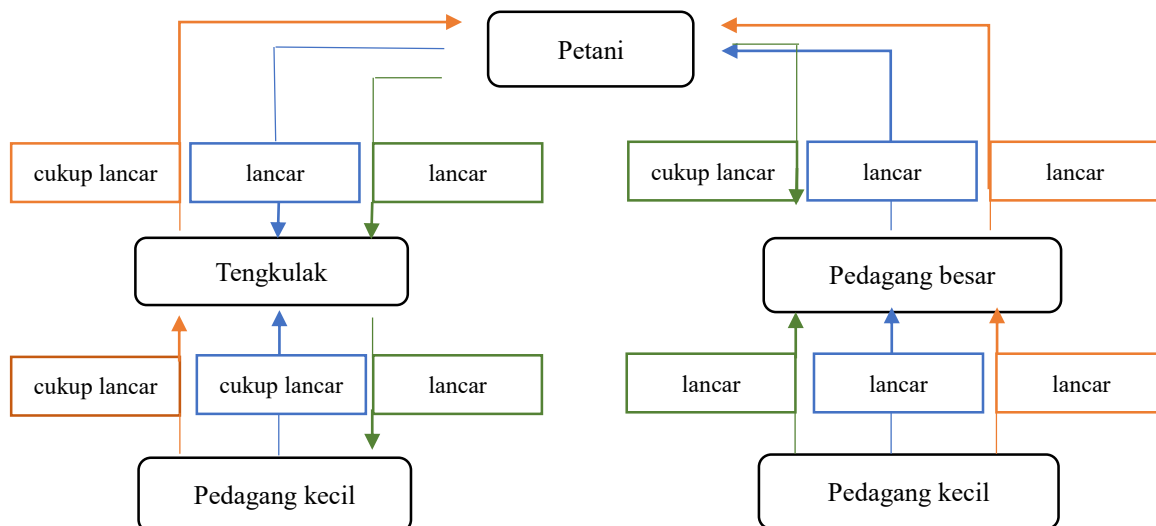 Petani
cukup lancar
lancar
lancar
cukup lancar
lancar
lancar
Tengkulak
Pedagang besar
cukup lancar
cukup lancar
lancar
lancar
lancar
lancar
Pedagang kecil
Pedagang kecil